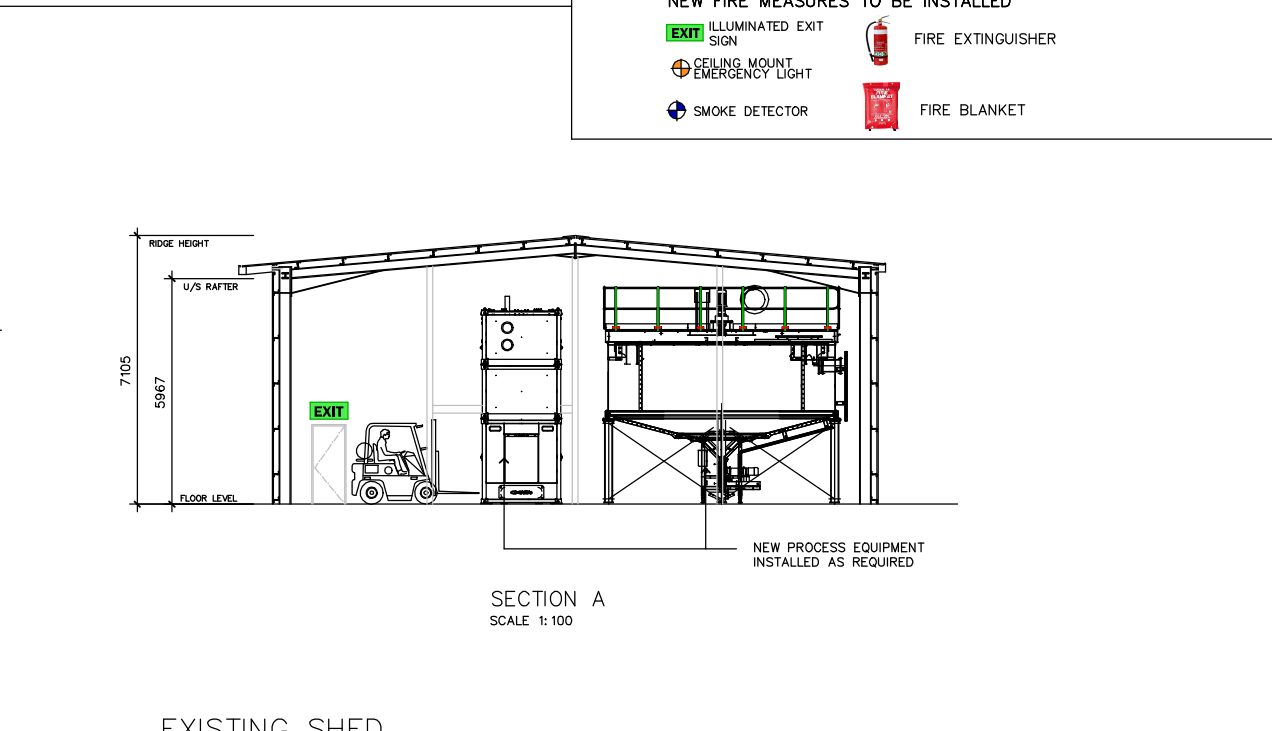 NEW FIRE MEASURES TO BE INSTALLED
EXIT
ILLUMINATED EXIT
SIGN
FIRE EXTINGUISHER
CEILING MOUNT
EMERGENCY LIGHT
SMOKE DETECTOR
FIRE BLANKET
RIDGE HEIGHT
U/S RAFTER
7105
5967
EXIT
FLOOR LEVEL
NEW PROCESS EQUIPMENT
INSTALLED AS REQUIRED
SECTION A
SCALE 1:100
EXISTING SHED